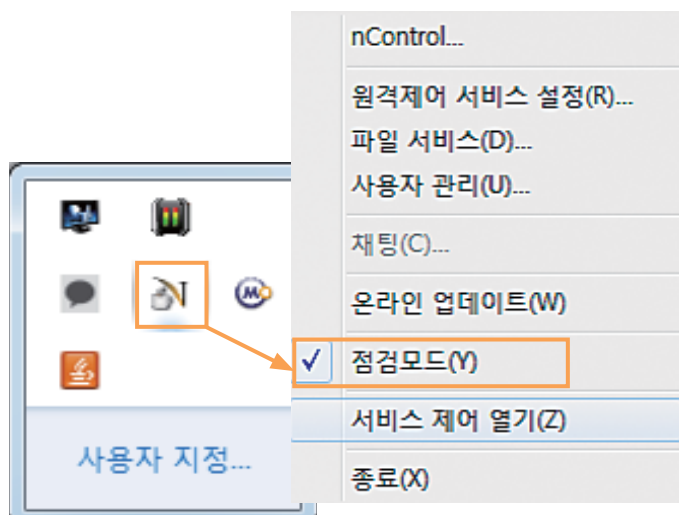 nControl...
원격제어 서비스 설정(R)...
파일 서비스(D)...
사용자 관리(U)...
채팅(C)...
온라인 업데이트(W)
점검모드(Y)
서비스 제어 열기(Z)
종료(X)
사용자 지정...